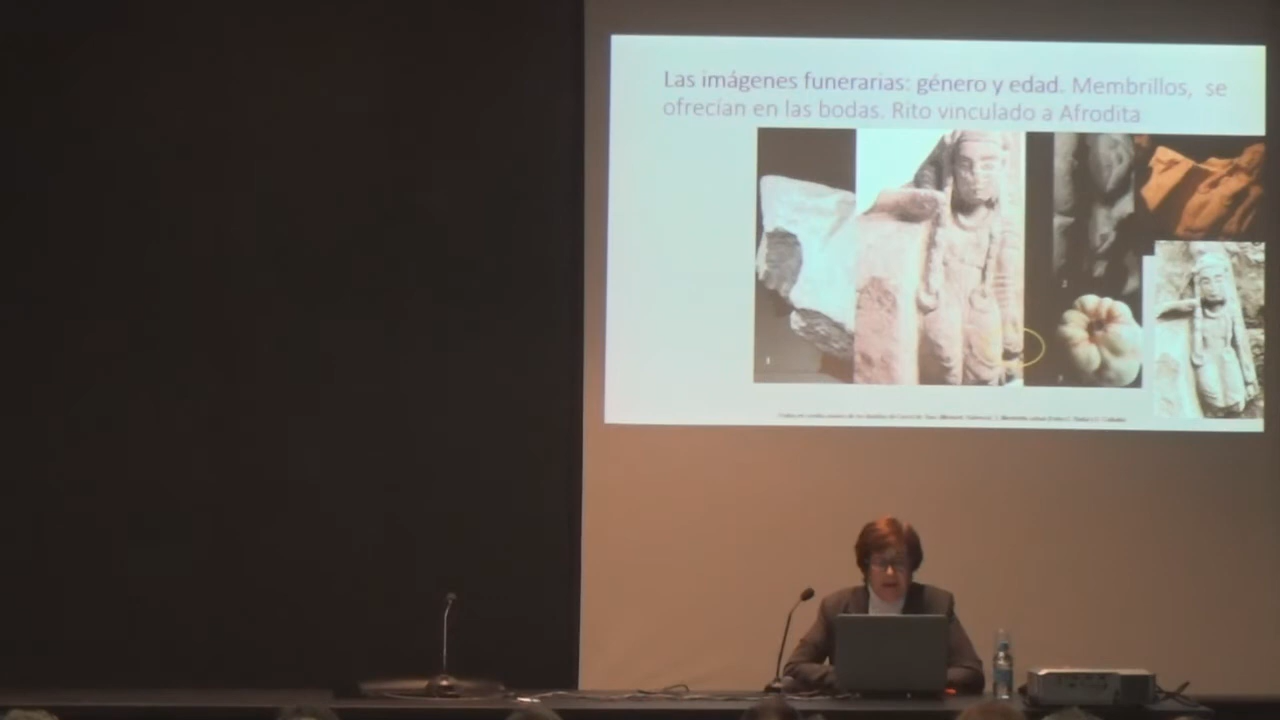 Las imágenes funerarias: género y edad. Membrillos, se
ofrecían en las bodas. Rito vinculado a Afrodita